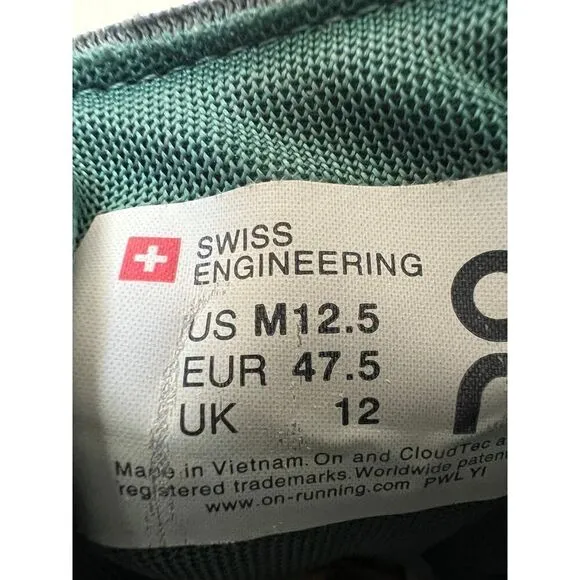 SWISS
ENGINEERING
US M12.5
EUR 47.5
UK 12
Made in Vietnam. On and CloudTec a
registered trademarks. Worldwide paten
www.on-running.com PWL YI